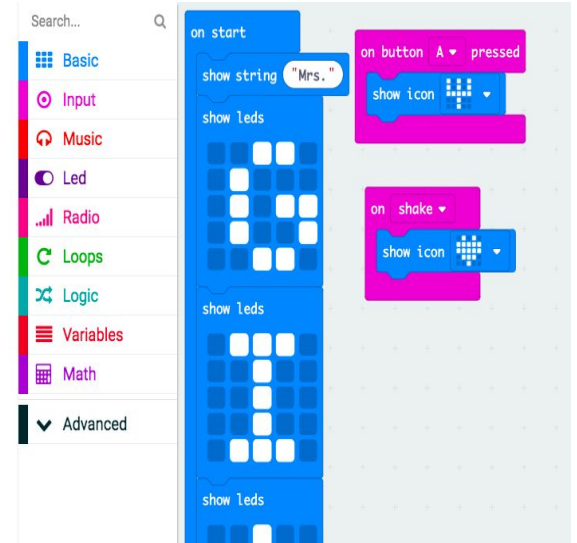 Search...
Basic
Input
Music
Led
Radio
Loops
Logic
Variables
Math
Advanced
on start
show string "Mrs. "
show leds
show leds
show leds
on button A pressed
show icon
on shake
show icon